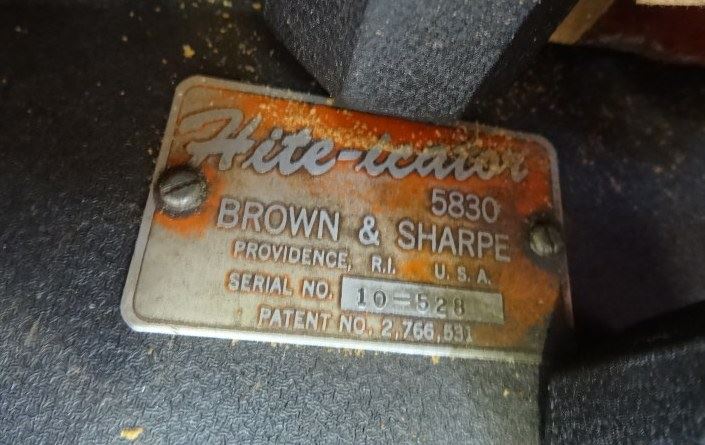 Hite-icator
5830
BROWN & SHARPE
PROVIDENCE, R.I. U.S.A.
SERIAL NO. 10-528
PATENT NO. 2,766,531